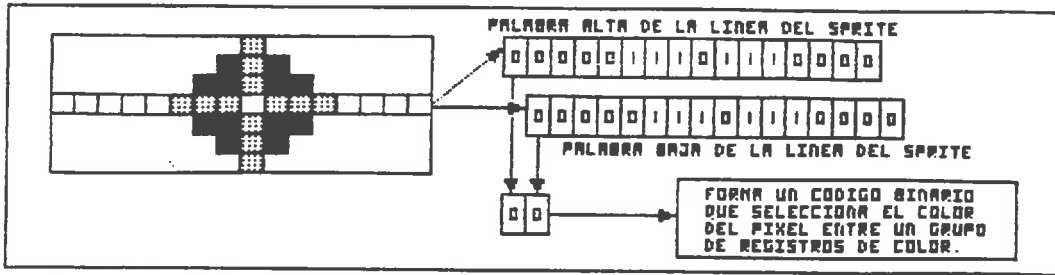 PALABRA ALTA DE LA LINEA DEL SPRITE
0 0 0 0 0 1 1 1 0 1 1 1 0 0 0 0
0 0 0 0 0 1 1 1 0 1 1 1 0 0 0 0
PALABRA BAJA DE LA LINEA DEL SPRITE
0 0
FORMA UN CODIGO BINARIO
QUE SELECCIONA EL COLOR
DEL PIXEL ENTRE UN GRUPO
DE REGISTROS DE COLOR.